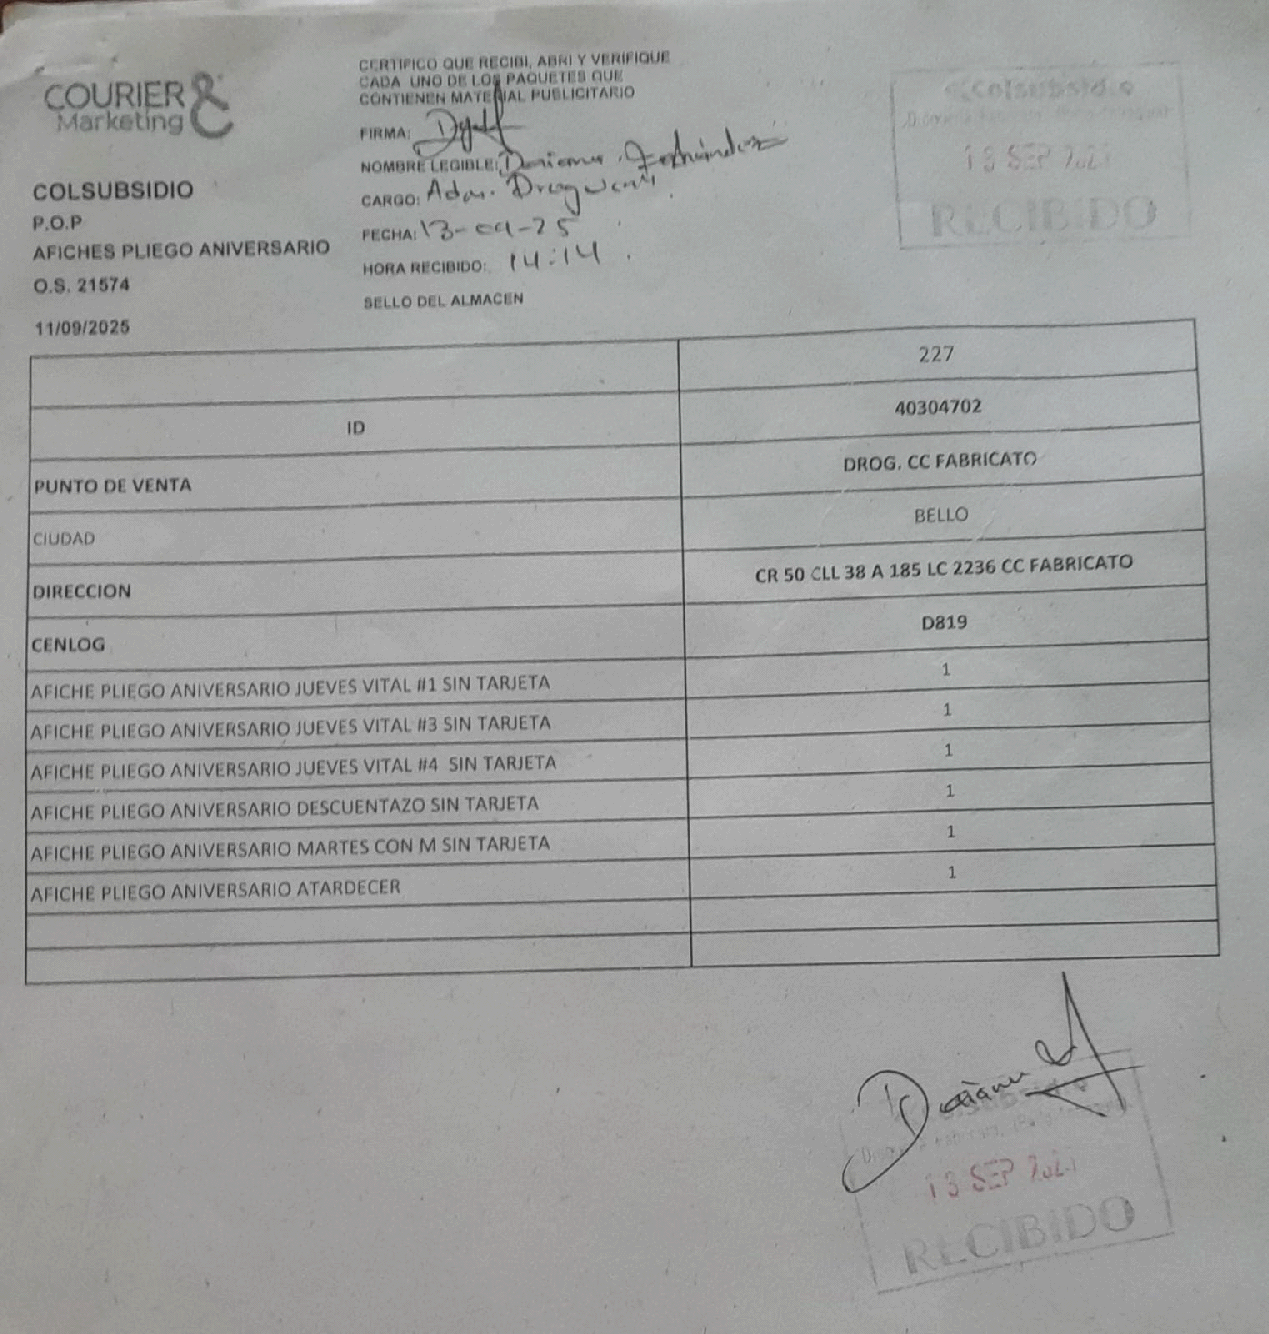 COURIER &
Marketing
COLSUBSIDIO
P.O.P
AFICHES PLIEGO ANIVERSARIO
O.S. 21574
11/09/2025
CERTIFICO QUE RECIBI, ABRI Y VERIFIQUE
CADA UNO DE LOS PAQUETES QUE
CONTIENEN MATERIAL PUBLICITARIO
FIRMA:
NOMBRE LEGIBLE: Doriana Fernández
CARGO: Adm. Droguería
FECHA: 13-09-25
HORA RECIBIDO: 14:14
SELLO DEL ALMACEN
Colsubsidio
13 SEP
RECIBIDO
227
ID 40304702
PUNTO DE VENTA DROG. CC FABRICATO
CIUDAD BELLO
DIRECCION CR 50 CLL 38 A 185 LC 2236 CC FABRICATO
CENLOG D819
AFICHE PLIEGO ANIVERSARIO JUEVES VITAL #1 SIN TARJETA 1
AFICHE PLIEGO ANIVERSARIO JUEVES VITAL #3 SIN TARJETA 1
AFICHE PLIEGO ANIVERSARIO JUEVES VITAL #4 SIN TARJETA 1
AFICHE PLIEGO ANIVERSARIO DESCUENTAZO SIN TARJETA 1
AFICHE PLIEGO ANIVERSARIO MARTES CON M SIN TARJETA 1
AFICHE PLIEGO ANIVERSARIO ATARDECER 1
13 SEP
RECIBIDO